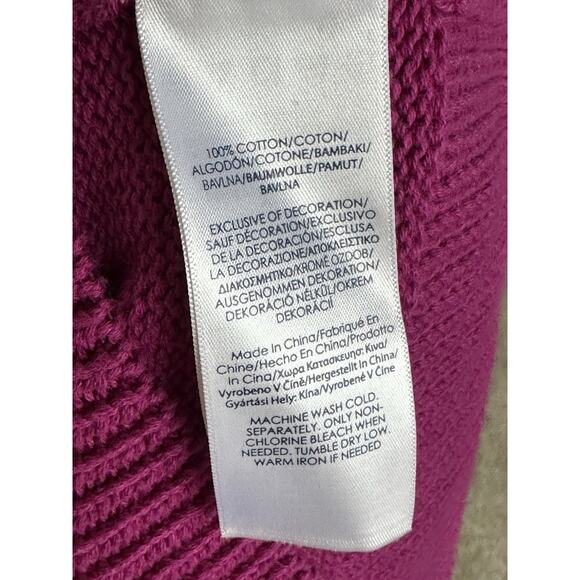 100% COTTON/COTON/
ALGODÓN/COTONE/BAMBAKI/
BAVLNA/BAUMWOLLE/PAMUT/
BAVLNA
EXCLUSIVE OF DECORATION/
SAUF DÉCORATION/EXCLUSIVO
DE LA DECORACIÓN/ESCLUSA
LA DECORAZIONE/ΑΠΟΚΛΕΙΣΤΙΚΟ
ΔΙΑΚΟΣΜΗΤΙΚΟ/KROMĚ OZDOB/
AUSGENOMMEN DEKORATION/
DEKORÁCIÓ NÉLKÜL/OKREM
DEKORÁCIÍ
Made In China/Fabriqué En
Chine/Hecho En China/Prodotto
In Cina/Χωρα Κατασκευησ: Κινα/
Vyrobeno V Číně/Hergestellt In China/
Gyártási Hely: Kína/Vyrobené V Číne
MACHINE WASH COLD.
SEPARATELY. ONLY NON-
CHLORINE BLEACH WHEN
NEEDED. TUMBLE DRY LOW.
WARM IRON IF NEEDED